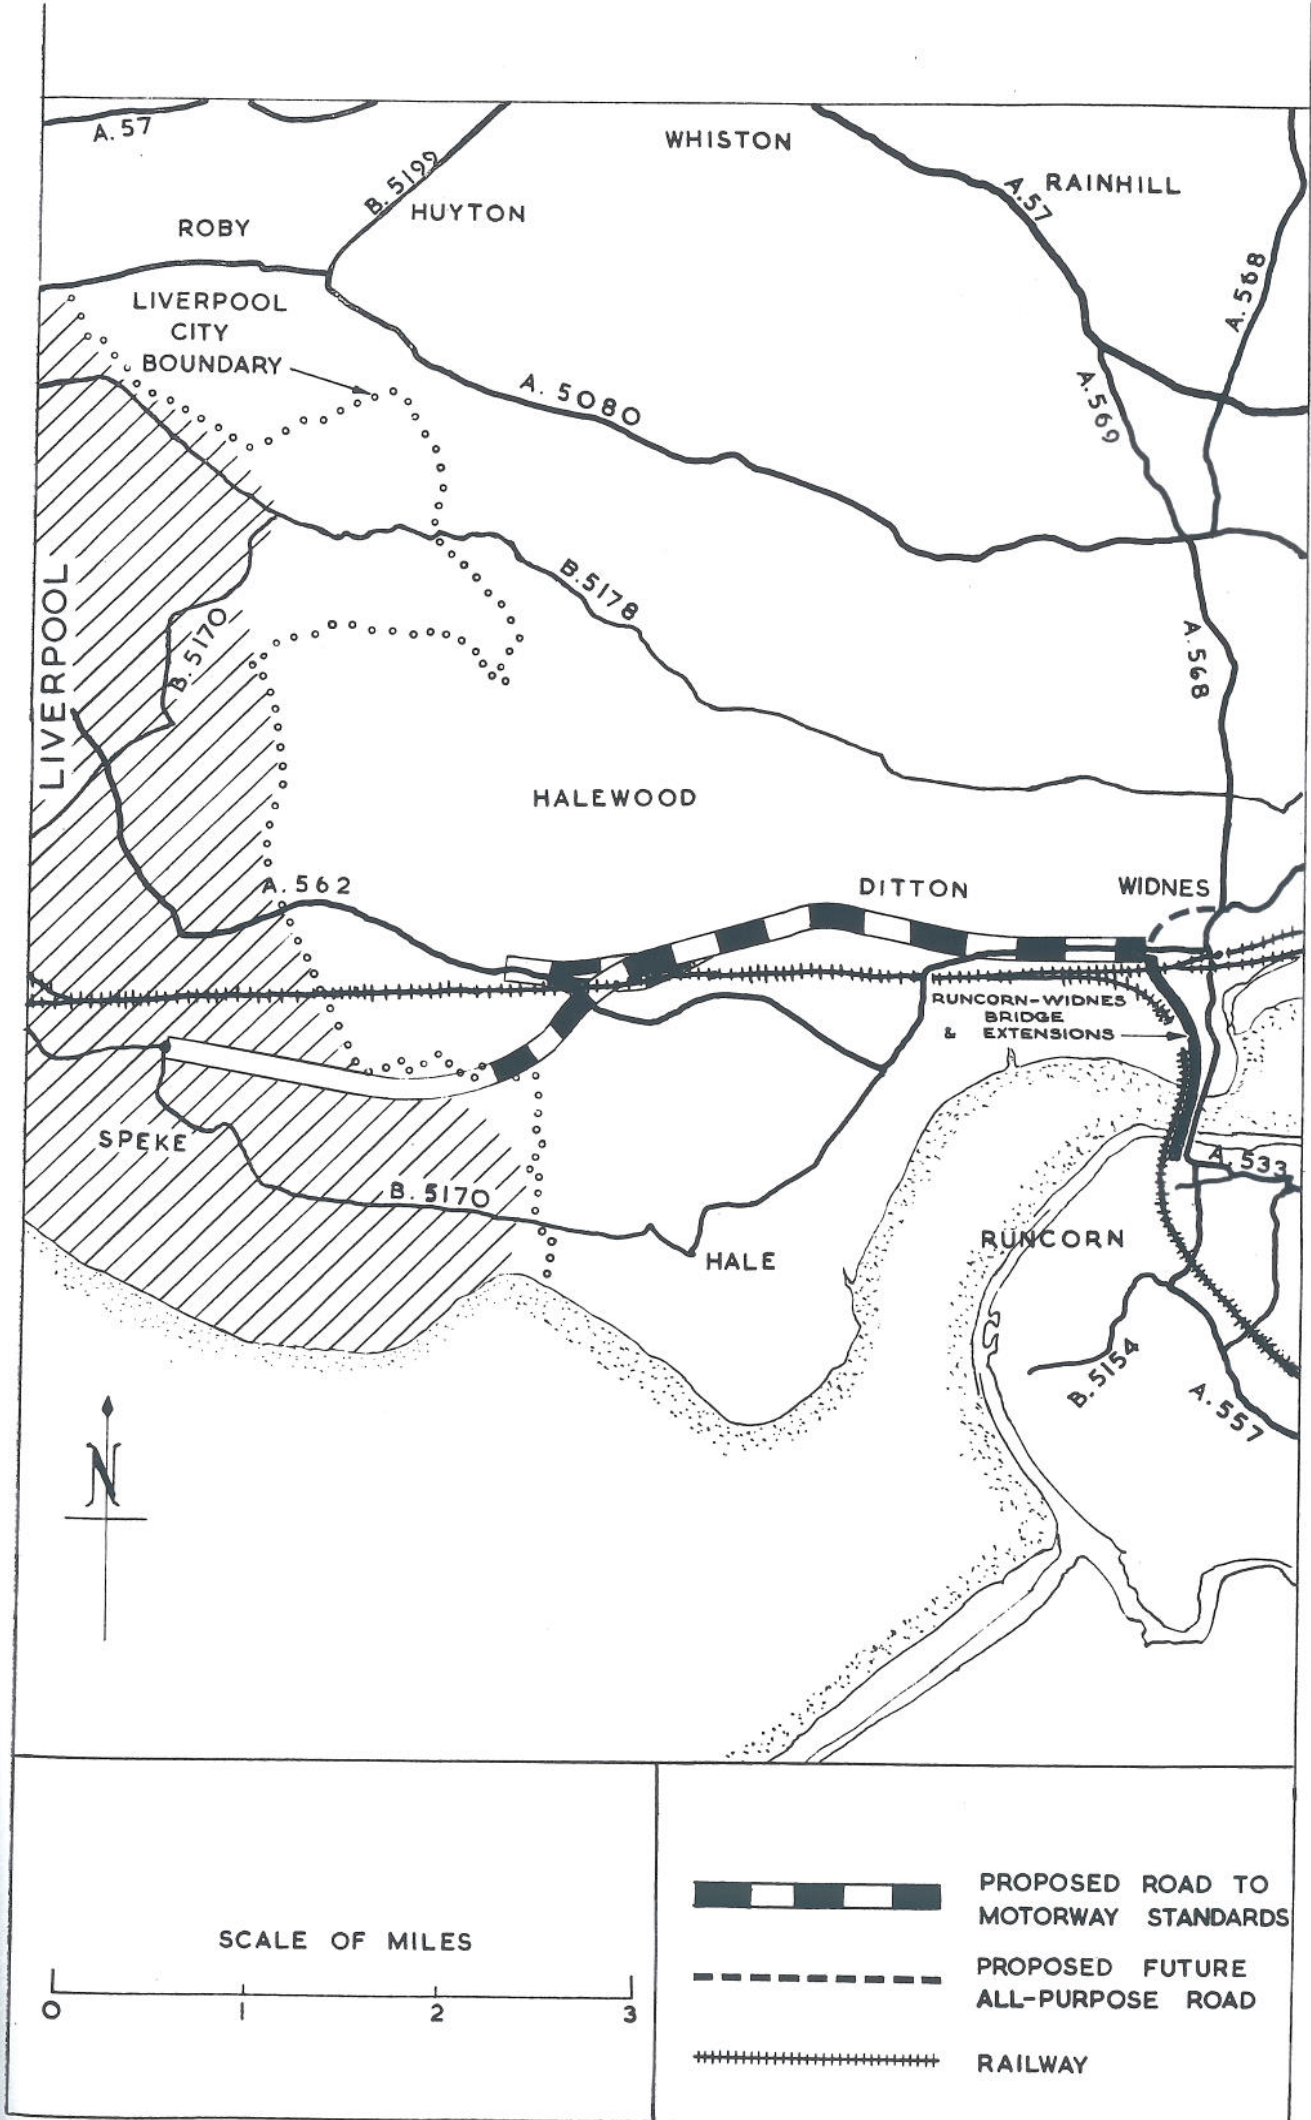 A.57
WHISTON
B.5199
A.57
RAINHILL
HUYTON
ROBY
A.568
LIVERPOOL
CITY
BOUNDARY
A.5080
A.569
B.5178
LIVERPOOL
B.5170
A.568
HALEWOOD
A.562
DITTON
WIDNES
RUNCORN-WIDNES
BRIDGE
& EXTENSIONS
SPEKE
A.533
B.5170
RUNCORN
HALE
B.5154
A.557
N
SCALE OF MILES
0 1 2 3
PROPOSED ROAD TO
MOTORWAY STANDARDS
PROPOSED FUTURE
ALL-PURPOSE ROAD
RAILWAY